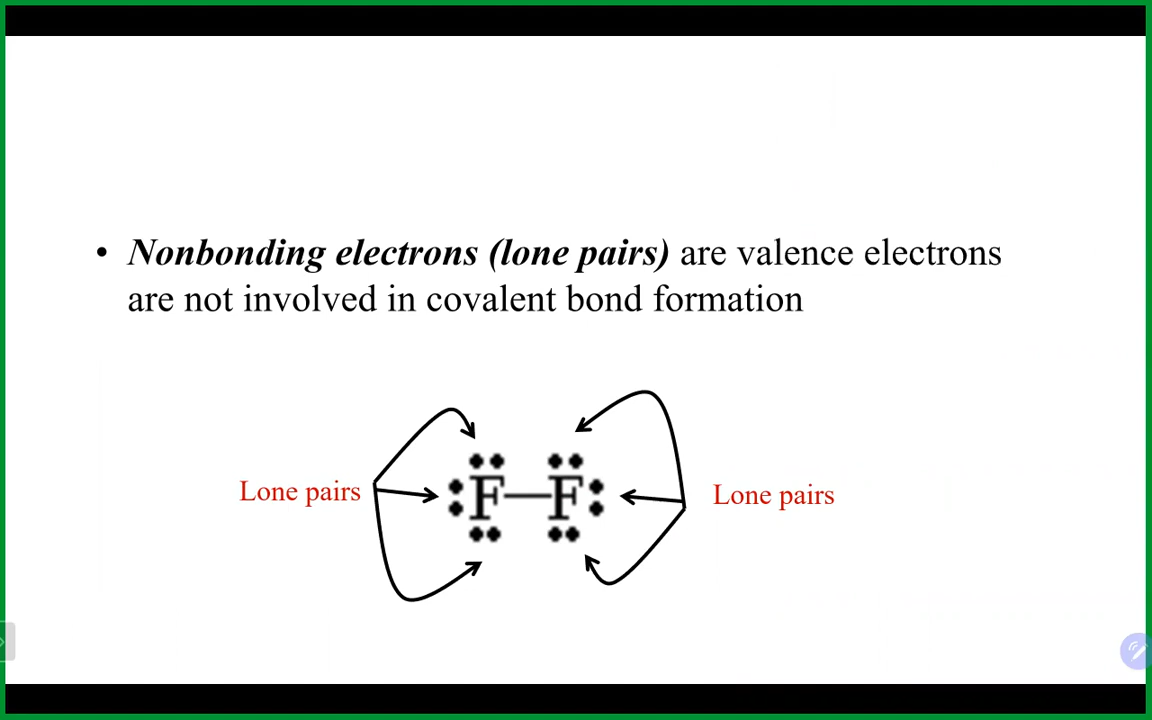 • Nonbonding electrons (lone pairs) are valence electrons
are not involved in covalent bond formation
Lone pairs
F—F
Lone pairs